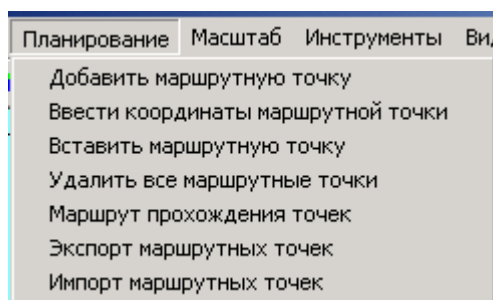 Планирование Масштаб Инструменты
Добавить маршрутную точку
Ввести координаты маршрутной точки
Вставить маршрутную точку
Удалить все маршрутные точки
Маршрут прохождения точек
Экспорт маршрутных точек
Импорт маршрутных точек